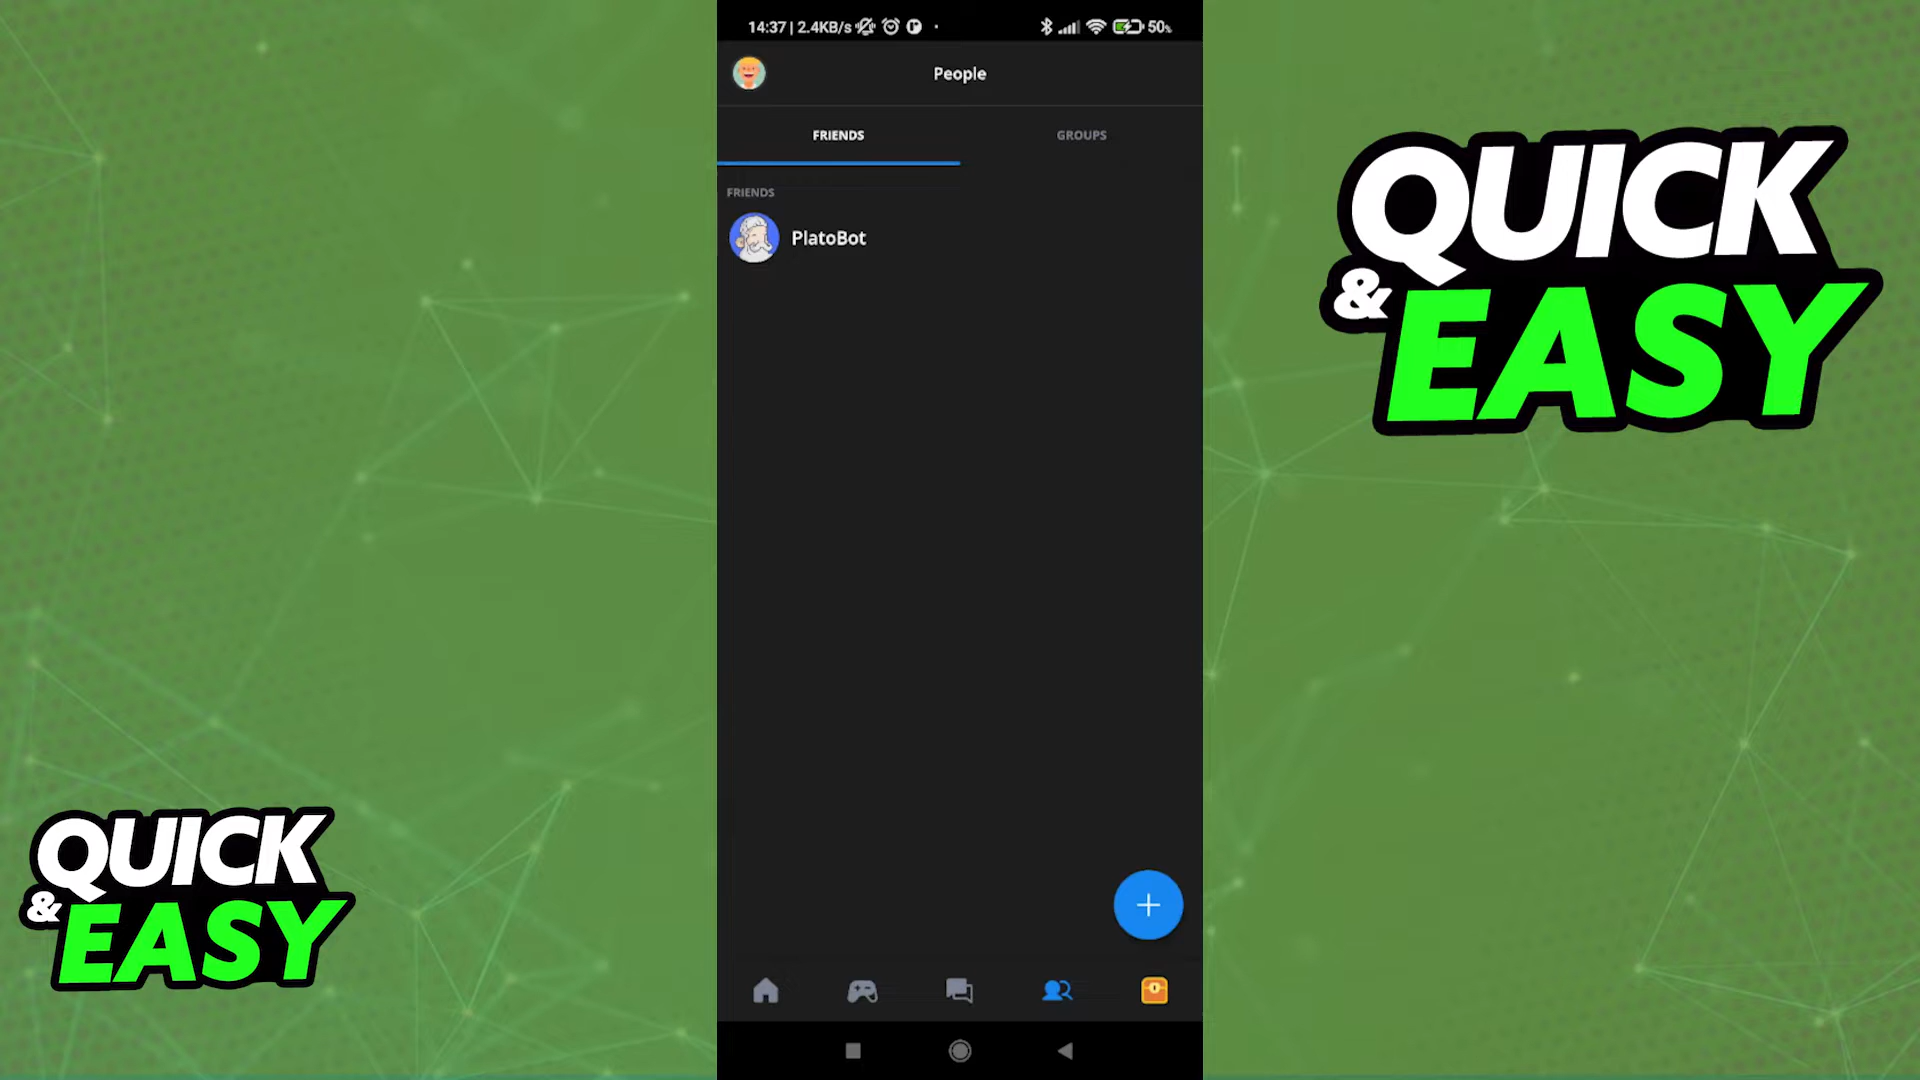 14:37 | 2.4KB/s
50%
People
FRIENDS
GROUPS
FRIENDS
PlatoBot
QUICK
& EASY
QUICK
& EASY